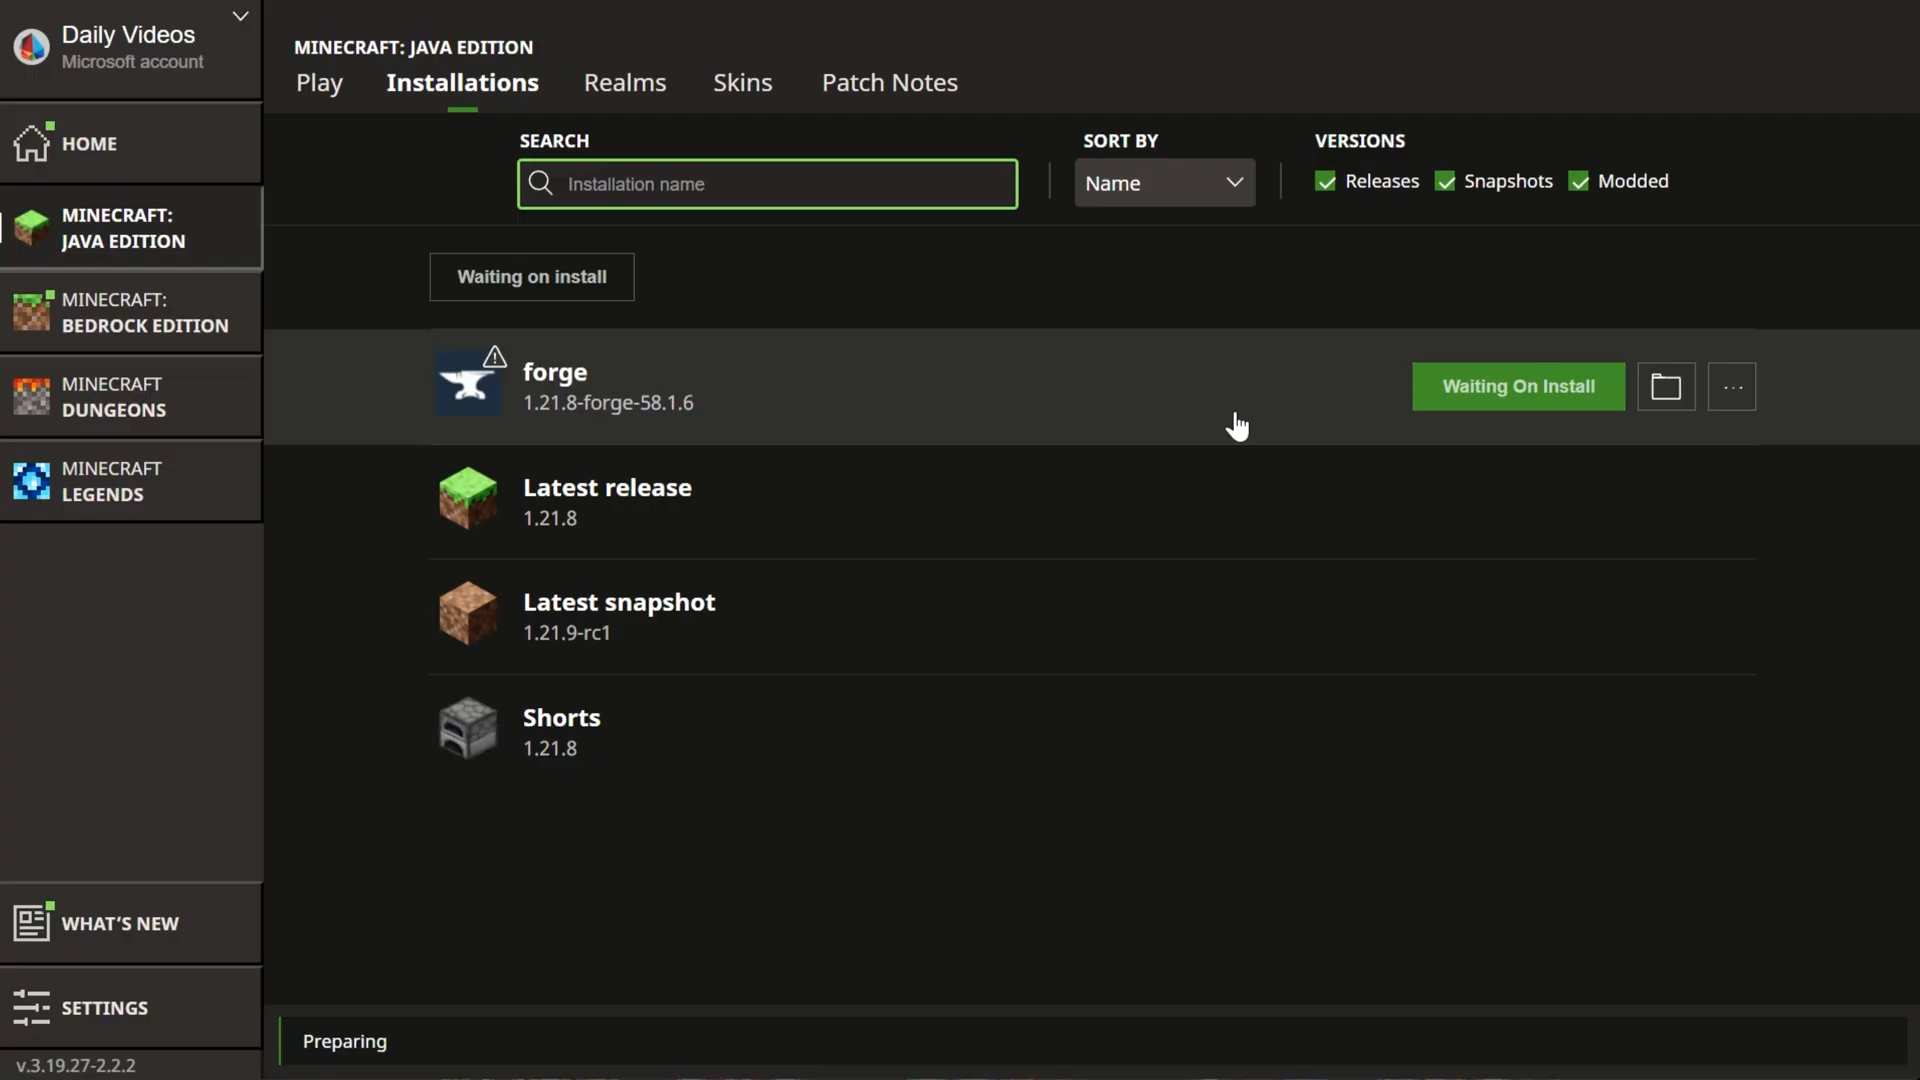 Daily Videos
Microsoft account
HOME
MINECRAFT:
JAVA EDITION
MINECRAFT:
BEDROCK EDITION
MINECRAFT
DUNGEONS
MINECRAFT
LEGENDS
WHAT'S NEW
SETTINGS
v.3.19.27-2.2.2
MINECRAFT: JAVA EDITION
Play Installations Realms Skins Patch Notes
SEARCH
Installation name
SORT BY
Name
VERSIONS
Releases Snapshots Modded
Waiting on install
forge
1.21.8-forge-58.1.6
Waiting On Install
...
Latest release
1.21.8
Latest snapshot
1.21.9-rc1
Shorts
1.21.8
Preparing